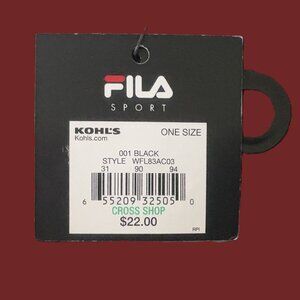 FILA
SPORT
KOHL'S
Kohls.com
ONE SIZE
001 BLACK
STYLE WFL83AC03
31 90 94
6 55209 32505 0
CROSS SHOP
$22.00
RPI